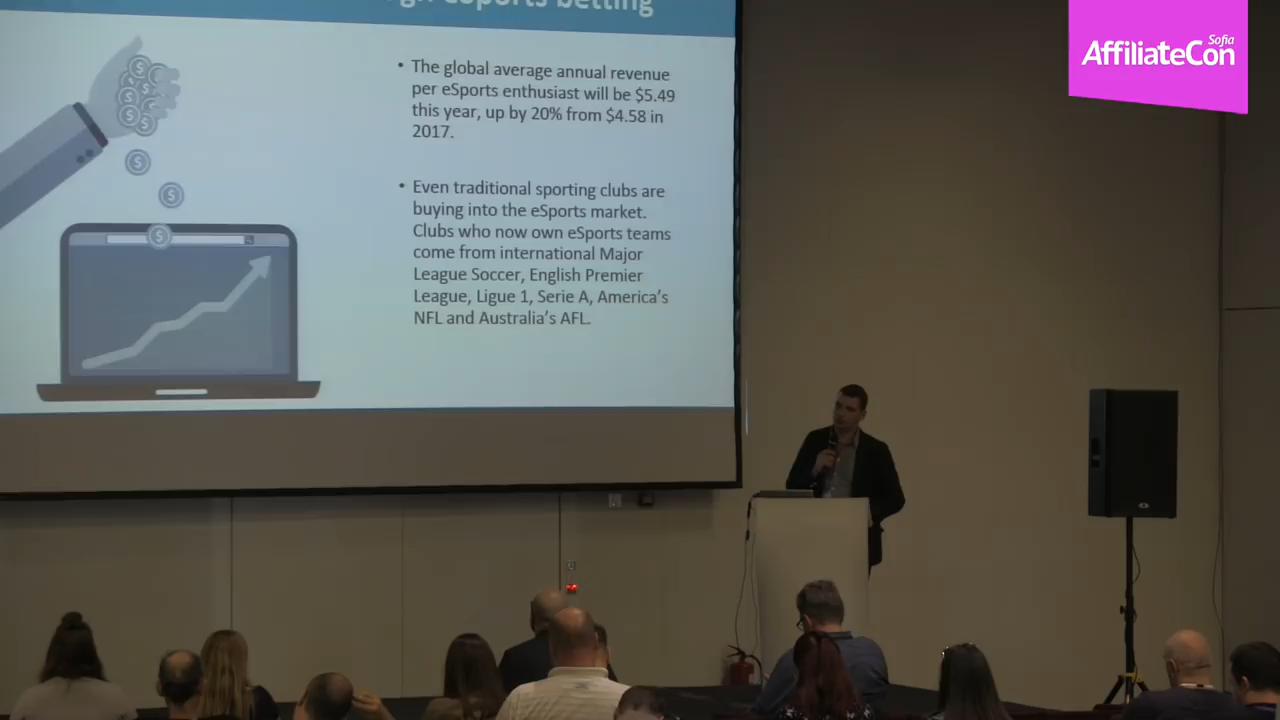 esports betting
Sofia
AffiliateCon
• The global average annual revenue
per eSports enthusiast will be $5.49
this year, up by 20% from $4.58 in
2017.
• Even traditional sporting clubs are
buying into the eSports market.
Clubs who now own eSports teams
come from international Major
League Soccer, English Premier
League, Ligue 1, Serie A, America's
NFL and Australia's AFL.